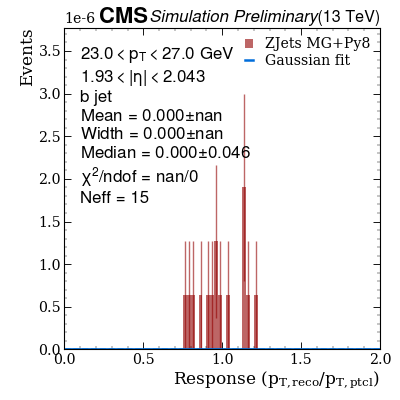 1e-6 CMS Simulation Preliminary (13 TeV)
Events
23.0 < pT < 27.0 GeV
1.93 < |η| < 2.043
b jet
Mean = 0.000±nan
Width = 0.000±nan
Median = 0.000±0.046
χ²/ndof = nan/0
Neff = 15
ZJets MG+Py8
Gaussian fit
3.5
3.0
2.5
2.0
1.5
1.0
0.5
0.0
0.0 0.5 1.0 1.5 2.0
Response (pT,reco/pT,ptcl)